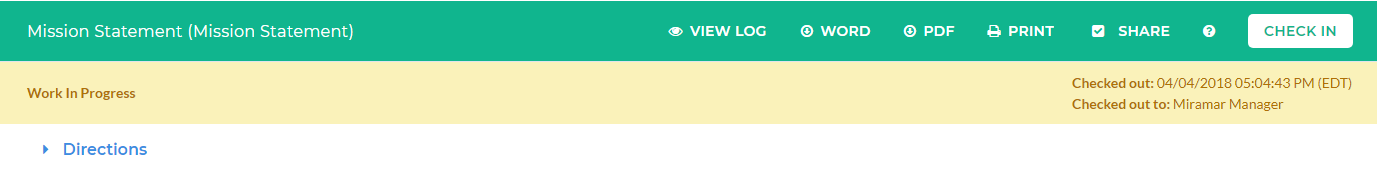 Mission Statement (Mission Statement) VIEW LOG WORD PDF PRINT SHARE CHECK IN
Work In Progress
Checked out: 04/04/2018 05:04:43 PM (EDT)
Checked out to: Miramar Manager
Directions